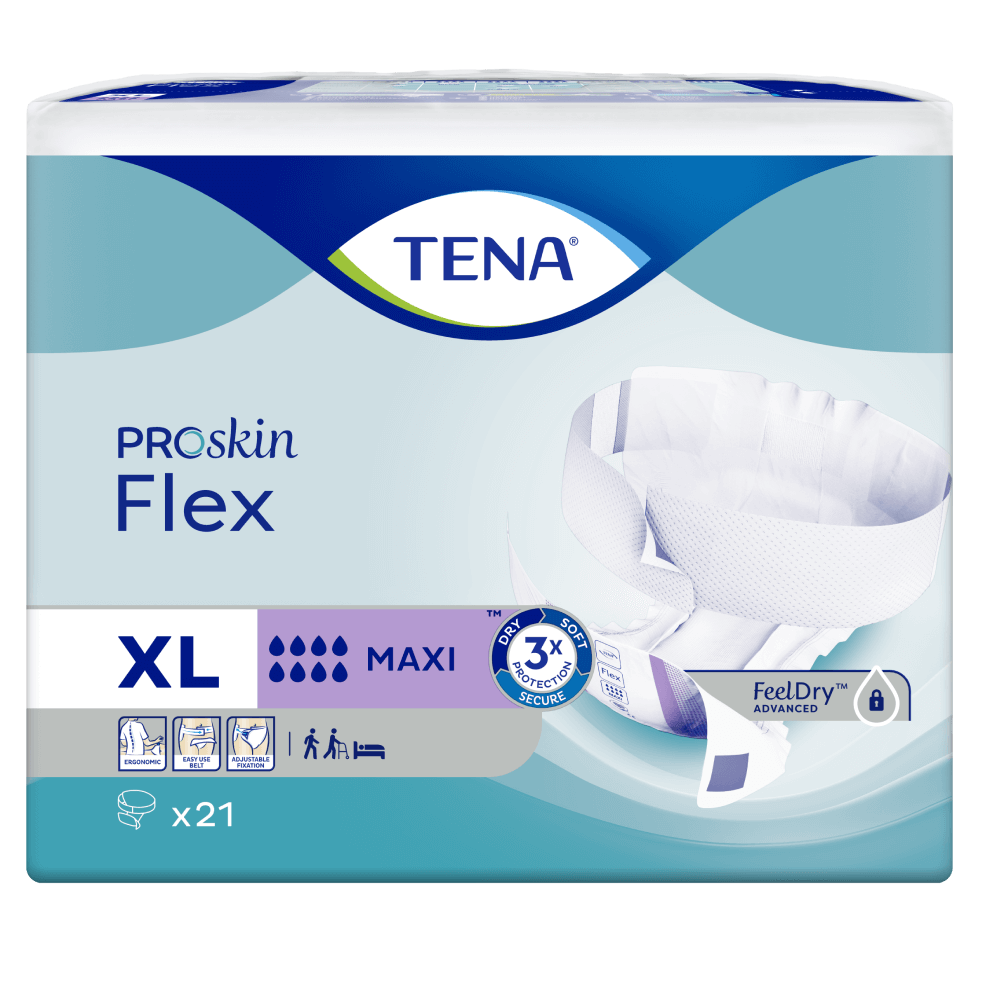 TENA®
PROskin
Flex
XL
MAXI
™
DRY
SOFT
3x
PROTECTION
SECURE
Flex
FeelDry™
ADVANCED
ERGONOMIC
EASY USE
BELT
ADJUSTABLE
FIXATION
x21